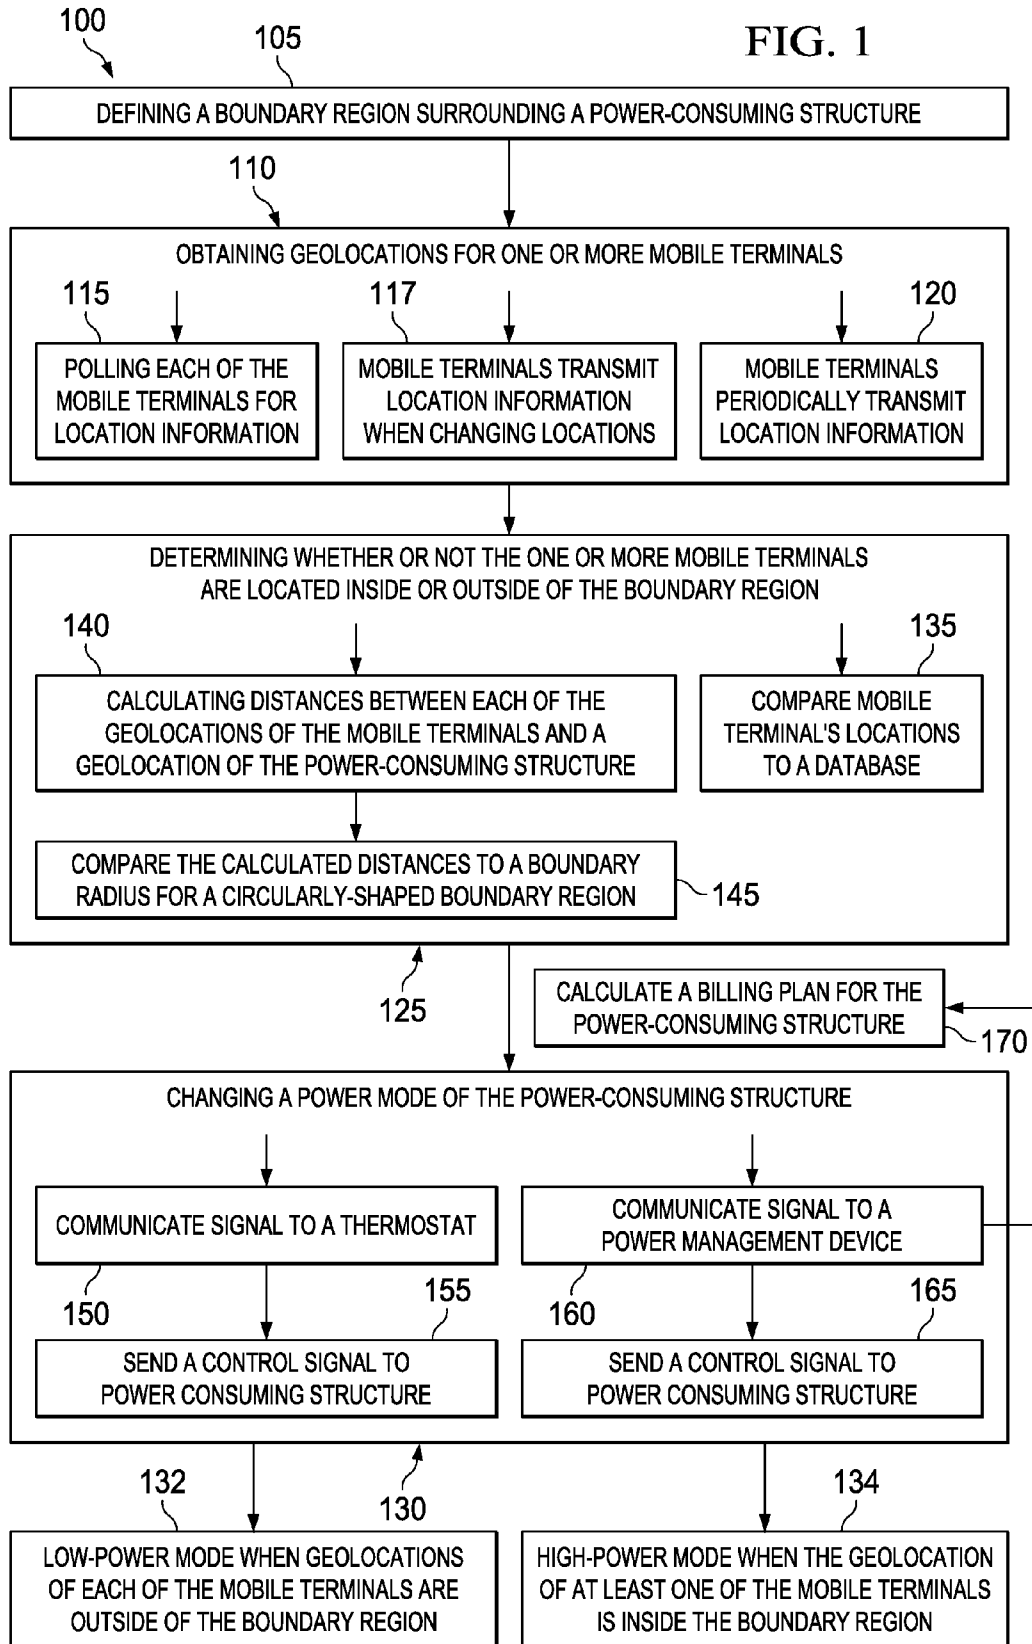 100
105
FIG. 1
DEFINING A BOUNDARY REGION SURROUNDING A POWER-CONSUMING STRUCTURE
110
OBTAINING GEOLOCATIONS FOR ONE OR MORE MOBILE TERMINALS
115
117
120
POLLING EACH OF THE
MOBILE TERMINALS FOR
LOCATION INFORMATION
MOBILE TERMINALS TRANSMIT
LOCATION INFORMATION
WHEN CHANGING LOCATIONS
MOBILE TERMINALS
PERIODICALLY TRANSMIT
LOCATION INFORMATION
DETERMINING WHETHER OR NOT THE ONE OR MORE MOBILE TERMINALS
ARE LOCATED INSIDE OR OUTSIDE OF THE BOUNDARY REGION
140
135
CALCULATING DISTANCES BETWEEN EACH OF THE
GEOLOCATIONS OF THE MOBILE TERMINALS AND A
GEOLOCATION OF THE POWER-CONSUMING STRUCTURE
COMPARE MOBILE
TERMINAL'S LOCATIONS
TO A DATABASE
COMPARE THE CALCULATED DISTANCES TO A BOUNDARY
RADIUS FOR A CIRCULARLY-SHAPED BOUNDARY REGION
145
125
CALCULATE A BILLING PLAN FOR THE
POWER-CONSUMING STRUCTURE
170
CHANGING A POWER MODE OF THE POWER-CONSUMING STRUCTURE
COMMUNICATE SIGNAL TO A THERMOSTAT
COMMUNICATE SIGNAL TO A
POWER MANAGEMENT DEVICE
150
155
160
165
SEND A CONTROL SIGNAL TO
POWER CONSUMING STRUCTURE
SEND A CONTROL SIGNAL TO
POWER CONSUMING STRUCTURE
132
130
134
LOW-POWER MODE WHEN GEOLOCATIONS
OF EACH OF THE MOBILE TERMINALS ARE
OUTSIDE OF THE BOUNDARY REGION
HIGH-POWER MODE WHEN THE GEOLOCATION
OF AT LEAST ONE OF THE MOBILE TERMINALS
IS INSIDE THE BOUNDARY REGION